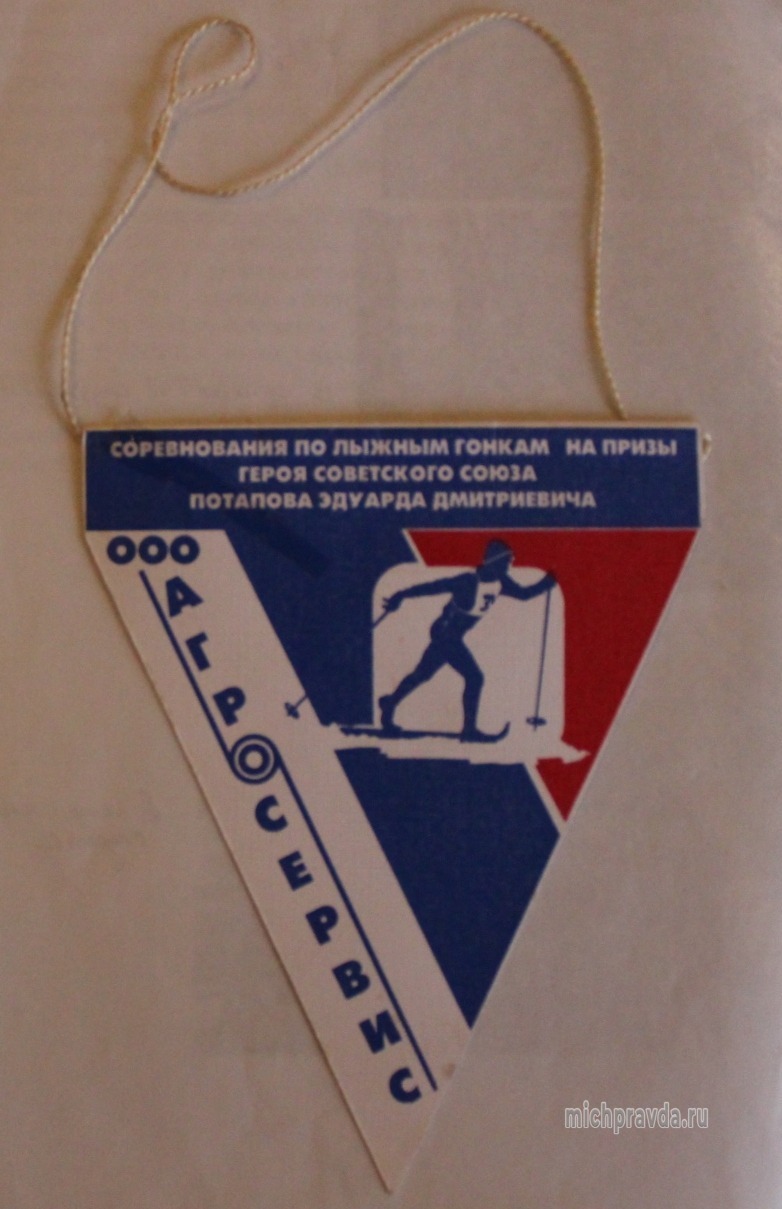 СОРЕВНОВАНИЯ ПО ЛЫЖНЫМ ГОНКАМ НА ПРИЗЫ
ГЕРОЯ СОВЕТСКОГО СОЮЗА
ПОТАПОВА ЭДУАРДА ДМИТРИЕВИЧА
ООО
АГРОСЕРВИС
michpravda.ru